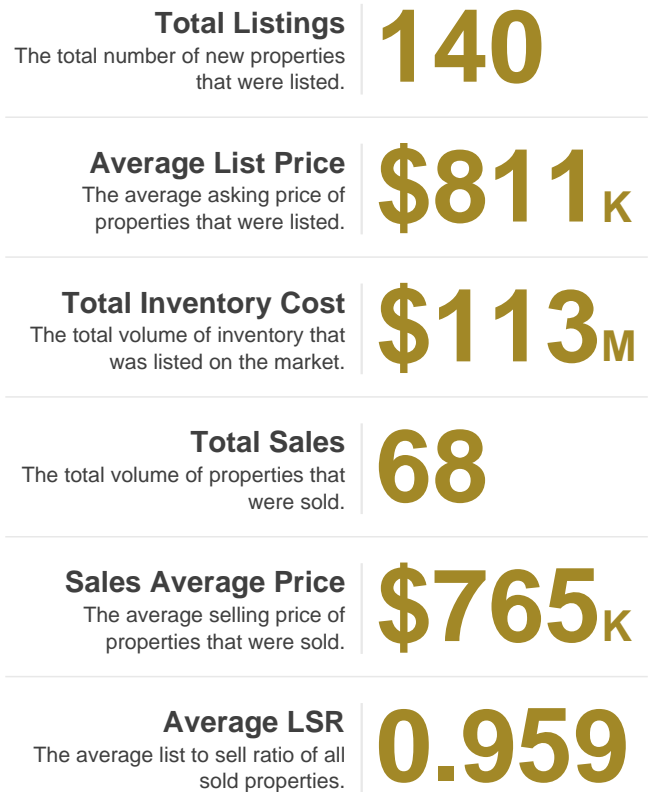 Total Listings
The total number of new properties
that were listed.
140
Average List Price
The average asking price of
properties that were listed.
$811K
Total Inventory Cost
The total volume of inventory that
was listed on the market.
$113M
Total Sales
The total volume of properties that
were sold.
68
Sales Average Price
The average selling price of
properties that were sold.
$765K
Average LSR
The average list to sell ratio of all
sold properties.
0.959